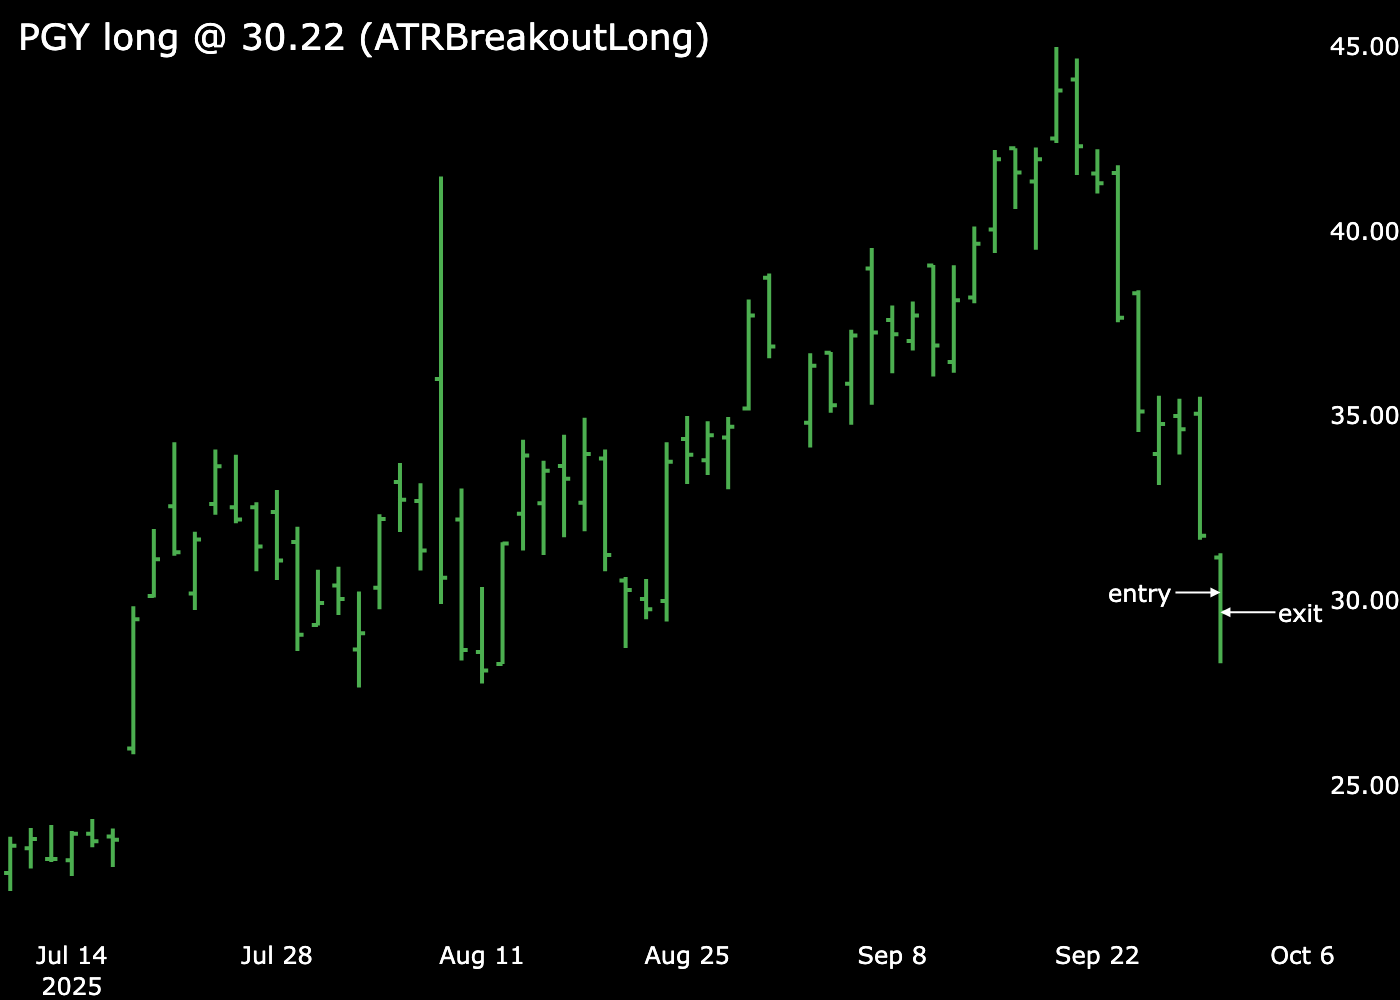 PGY long @ 30.22 (ATRBreakoutLong)
45.00
40.00
35.00
entry
30.00
exit
25.00
Jul 14
2025
Jul 28
Aug 11
Aug 25
Sep 8
Sep 22
Oct 6